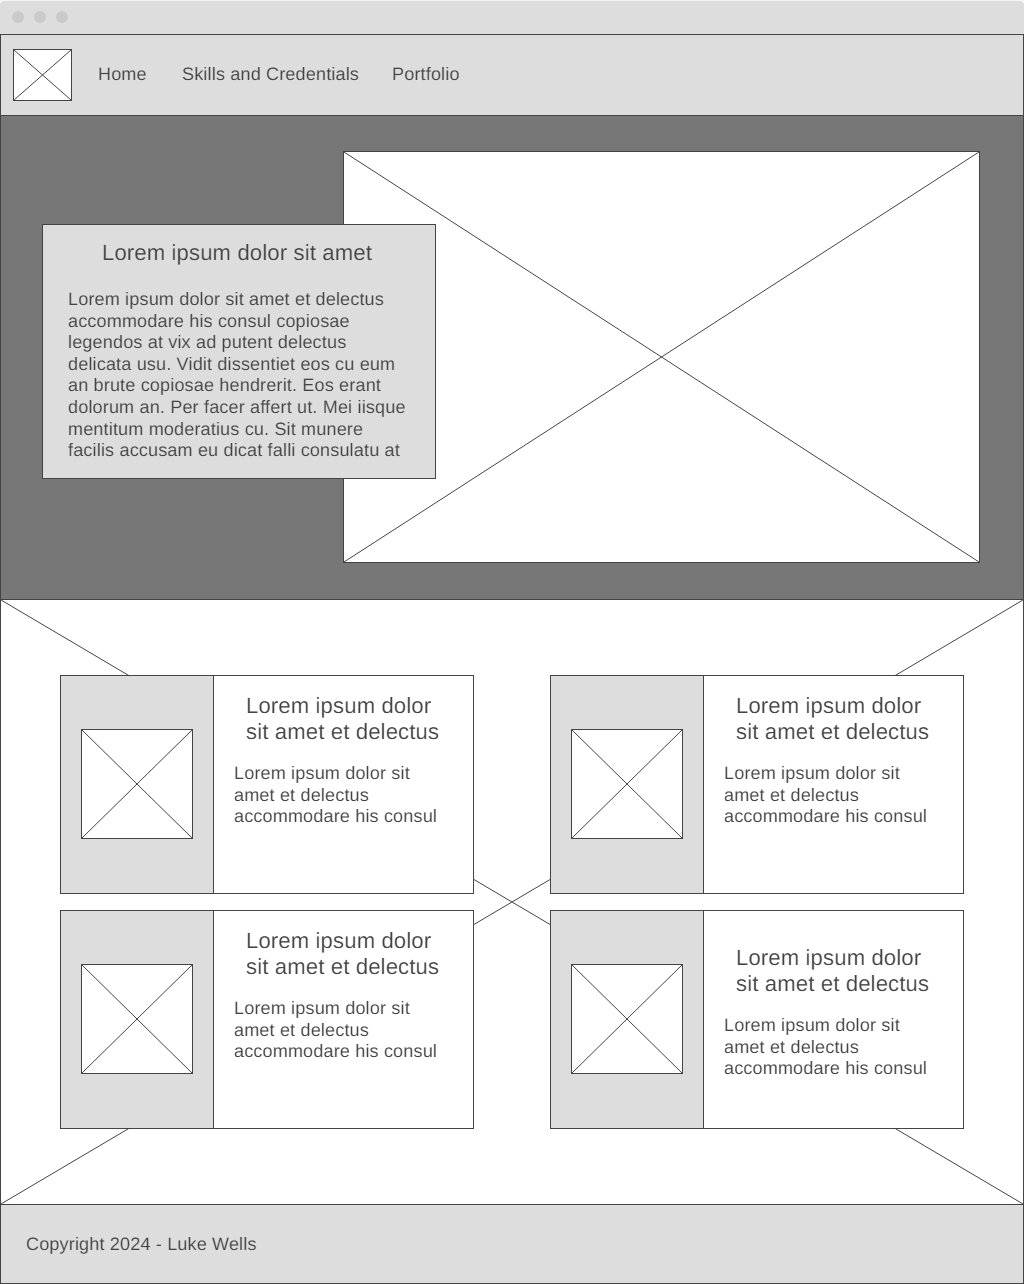 Home Skills and Credentials Portfolio
Lorem ipsum dolor sit amet
Lorem ipsum dolor sit amet et delectus
accommodare his consul copiosae
legendos at vix ad putent delectus
delicata usu. Vidit dissentiet eos cu eum
an brute copiosae hendrerit. Eos erant
dolorum an. Per facer affert ut. Mei iisque
mentitum moderatius cu. Sit munere
facilis accusam eu dicat falli consulatu at
Lorem ipsum dolor
sit amet et delectus
Lorem ipsum dolor sit
amet et delectus
accommodare his consul
Lorem ipsum dolor
sit amet et delectus
Lorem ipsum dolor sit
amet et delectus
accommodare his consul
Lorem ipsum dolor
sit amet et delectus
Lorem ipsum dolor sit
amet et delectus
accommodare his consul
Lorem ipsum dolor
sit amet et delectus
Lorem ipsum dolor sit
amet et delectus
accommodare his consul
Copyright 2024 - Luke Wells